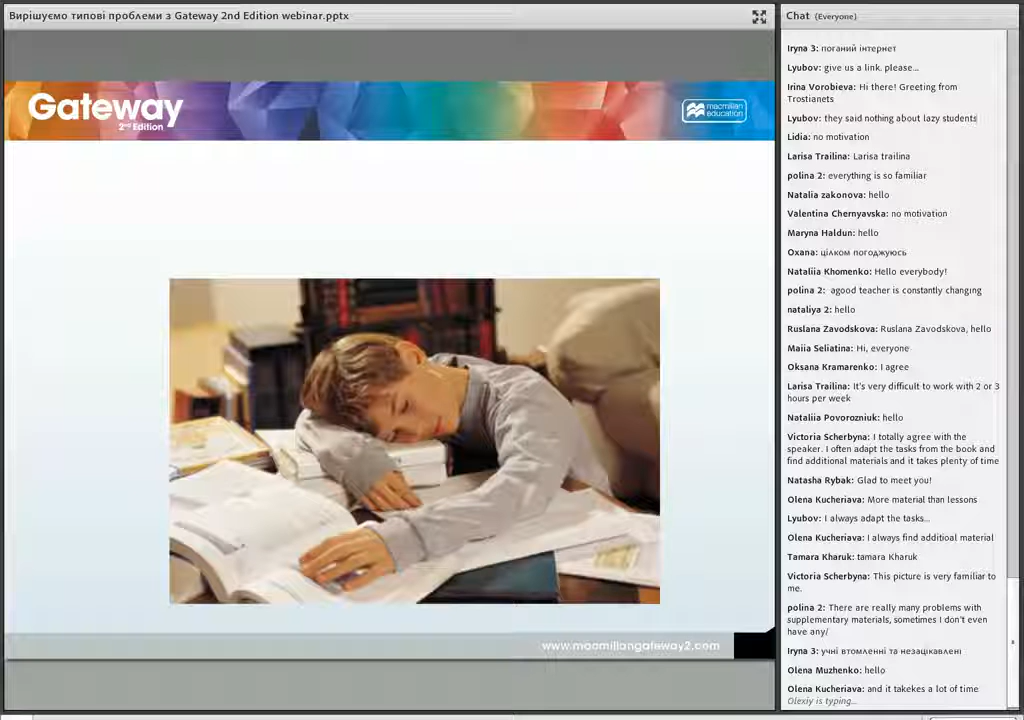 Вирішуємо типові проблеми з Gateway 2nd Edition webinar.pptx
Gateway
2nd Edition
macmillan
education
www.macmillangateway2.com
Chat (Everyone)
Iryna 3: поганий інтернет
Lyubov: give us a link. please...
Irina Vorobieva: Hi there! Greeting from
Trostianets
Lyubov: they said nothing about lazy students
Lidia: no motivation
Larisa Trailina: Larisa trailina
polina 2: everything is so familiar
Natalia zakonova: hello
Valentina Chernyavska: no motivation
Maryna Haldun: hello
Oxana: цілком погоджуюсь
Nataliia Khomenko: Hello everybody!
polina 2: agood teacher is constantly changing
nataliya 2: hello
Ruslana Zavodskova: Ruslana Zavodskova, hello
Maiia Seliatina: Hi, everyone
Oksana Kramarenko: I agree
Larisa Trailina: It's very difficult to work with 2 or 3
hours per week
Nataliia Povorozniuk: hello
Victoria Scherbyna: I totally agree with the
speaker. I often adapt the tasks from the book and
find additional materials and it takes plenty of time
Natasha Rybak: Glad to meet you!
Olena Kucheriava: More material than lessons
Lyubov: I always adapt the tasks...
Olena Kucheriava: I always find additioal material
Tamara Kharuk: tamara Kharuk
Victoria Scherbyna: This picture is very familiar to
me.
polina 2: There are really many problems with
supplementary materials, sometimes I don't even
have any/
Iryna 3: учні втомленні та незацікавлені
Olena Muzhenko: hello
Olena Kucheriava: and it takekes a lot of time
Olexiy is typing...